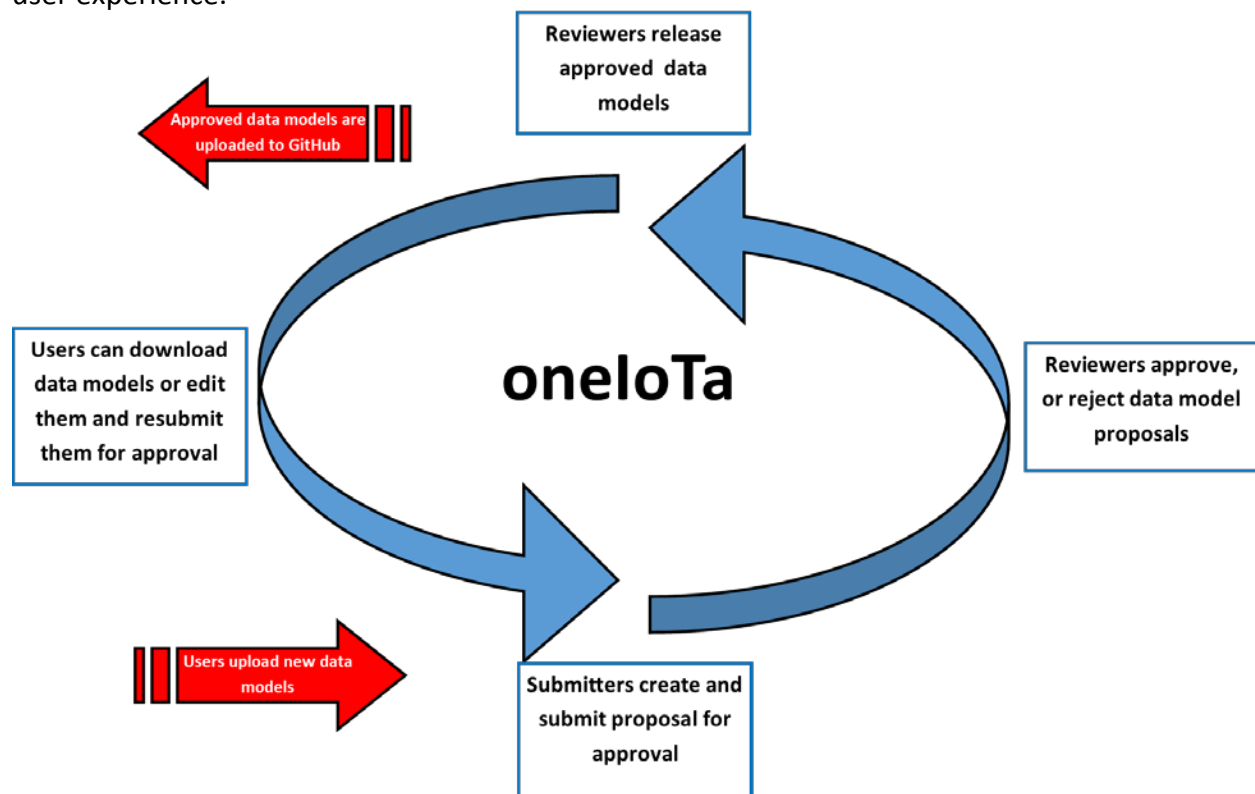 user experience.
Reviewers release
approved data
models
Approved data models are
uploaded to GitHub
Users can download
data models or edit
them and resubmit
them for approval
oneIoTa
Reviewers approve,
or reject data model
proposals
Users upload new data
models
Submitters create and
submit proposal for
approval